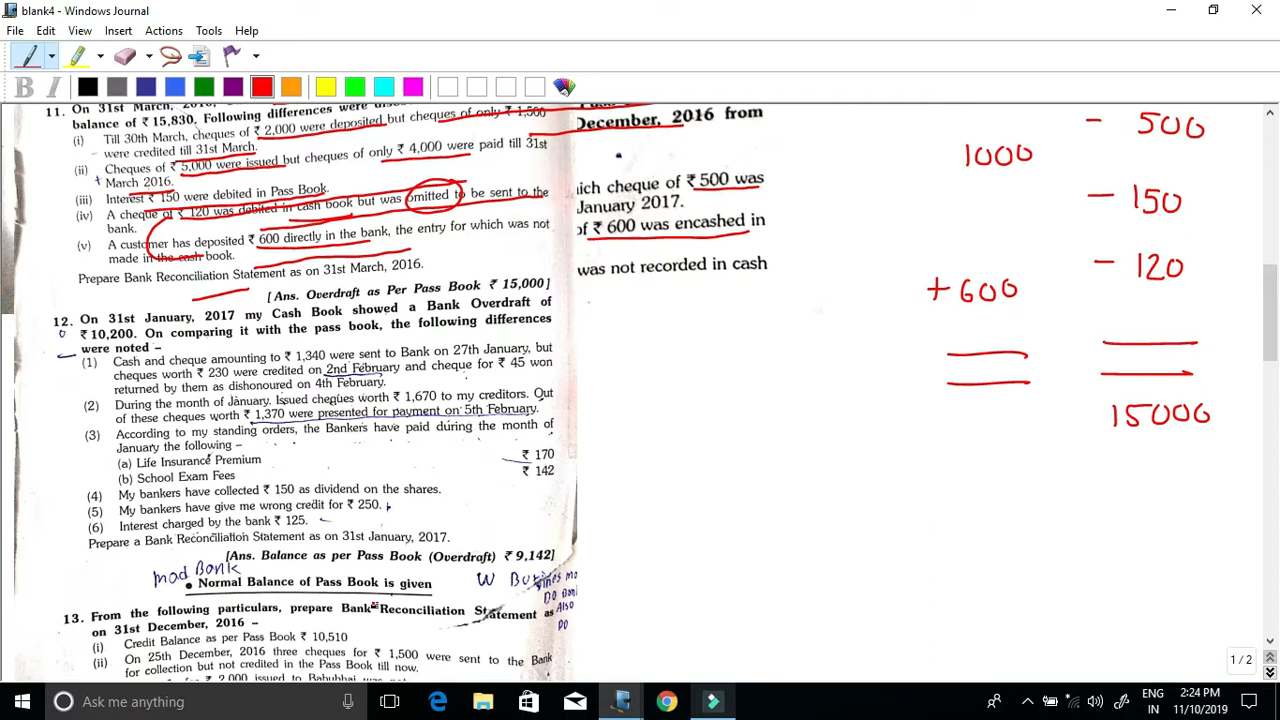 blank4 - Windows Journal
File Edit View Insert Actions Tools Help
B I
11. On 31st March, 2016,
balance of ₹ 15,830. Following differences were
(i) Till 30th March, cheques of ₹ 2,000 were deposited but cheques of only ₹ 1,500
were credited till 31st March.
(ii) Cheques of ₹ 5,000 were issued but cheques of only ₹ 4,000 were paid till 31st
March 2016.
(iii) Interest ₹ 150 were debited in Pass Book.
(iv) A cheque of ₹ 120 was debited in cash book but was omitted to be sent to the
bank.
(v) A customer has deposited ₹ 600 directly in the bank, the entry for which was not
made in the cash book.
Prepare Bank Reconciliation Statement as on 31st March, 2016.
[Ans. Overdraft as Per Pass Book ₹ 15,000]
12. On 31st January, 2017 my Cash Book showed a Bank Overdraft of
₹ 10,200. On comparing it with the pass book, the following differences
were noted –
(1) Cash and cheque amounting to ₹ 1,340 were sent to Bank on 27th January, but
cheques worth ₹ 230 were credited on 2nd February and cheque for ₹ 45 won
returned by them as dishonoured on 4th February.
(2) During the month of January. Issued cheques worth ₹ 1,670 to my creditors. Out
of these cheques worth ₹ 1,370 were presented for payment on 5th February.
(3) According to my standing orders, the Bankers have paid during the month of
January the following –
(a) Life Insurance Premium ₹ 170
(b) School Exam Fees ₹ 142
(4) My bankers have collected ₹ 150 as dividend on the shares.
(5) My bankers have give me wrong credit for ₹ 250.
(6) Interest charged by the bank ₹ 125.
Prepare a Bank Reconciliation Statement as on 31st January, 2017.
[Ans. Balance as per Pass Book (Overdraft) ₹ 9,142]
Bank
• Normal Balance of Pass Book is given
13. From the following particulars, prepare Bank Reconciliation Statement as
on 31st December, 2016 –
(i) Credit Balance as per Pass Book ₹ 10,510
(ii) On 25th December, 2016 three cheques for ₹ 1,500 were sent to the Bank
for collection but not credited in the Pass Book till now.
December, 2016 from
ich cheque of ₹ 500 was
January 2017.
of ₹ 600 was encashed in
was not recorded in cash
- 500
1000
- 150
- 120
+ 600
15000
1 / 2
Ask me anything
ENG
IN
2:24 PM
11/10/2019